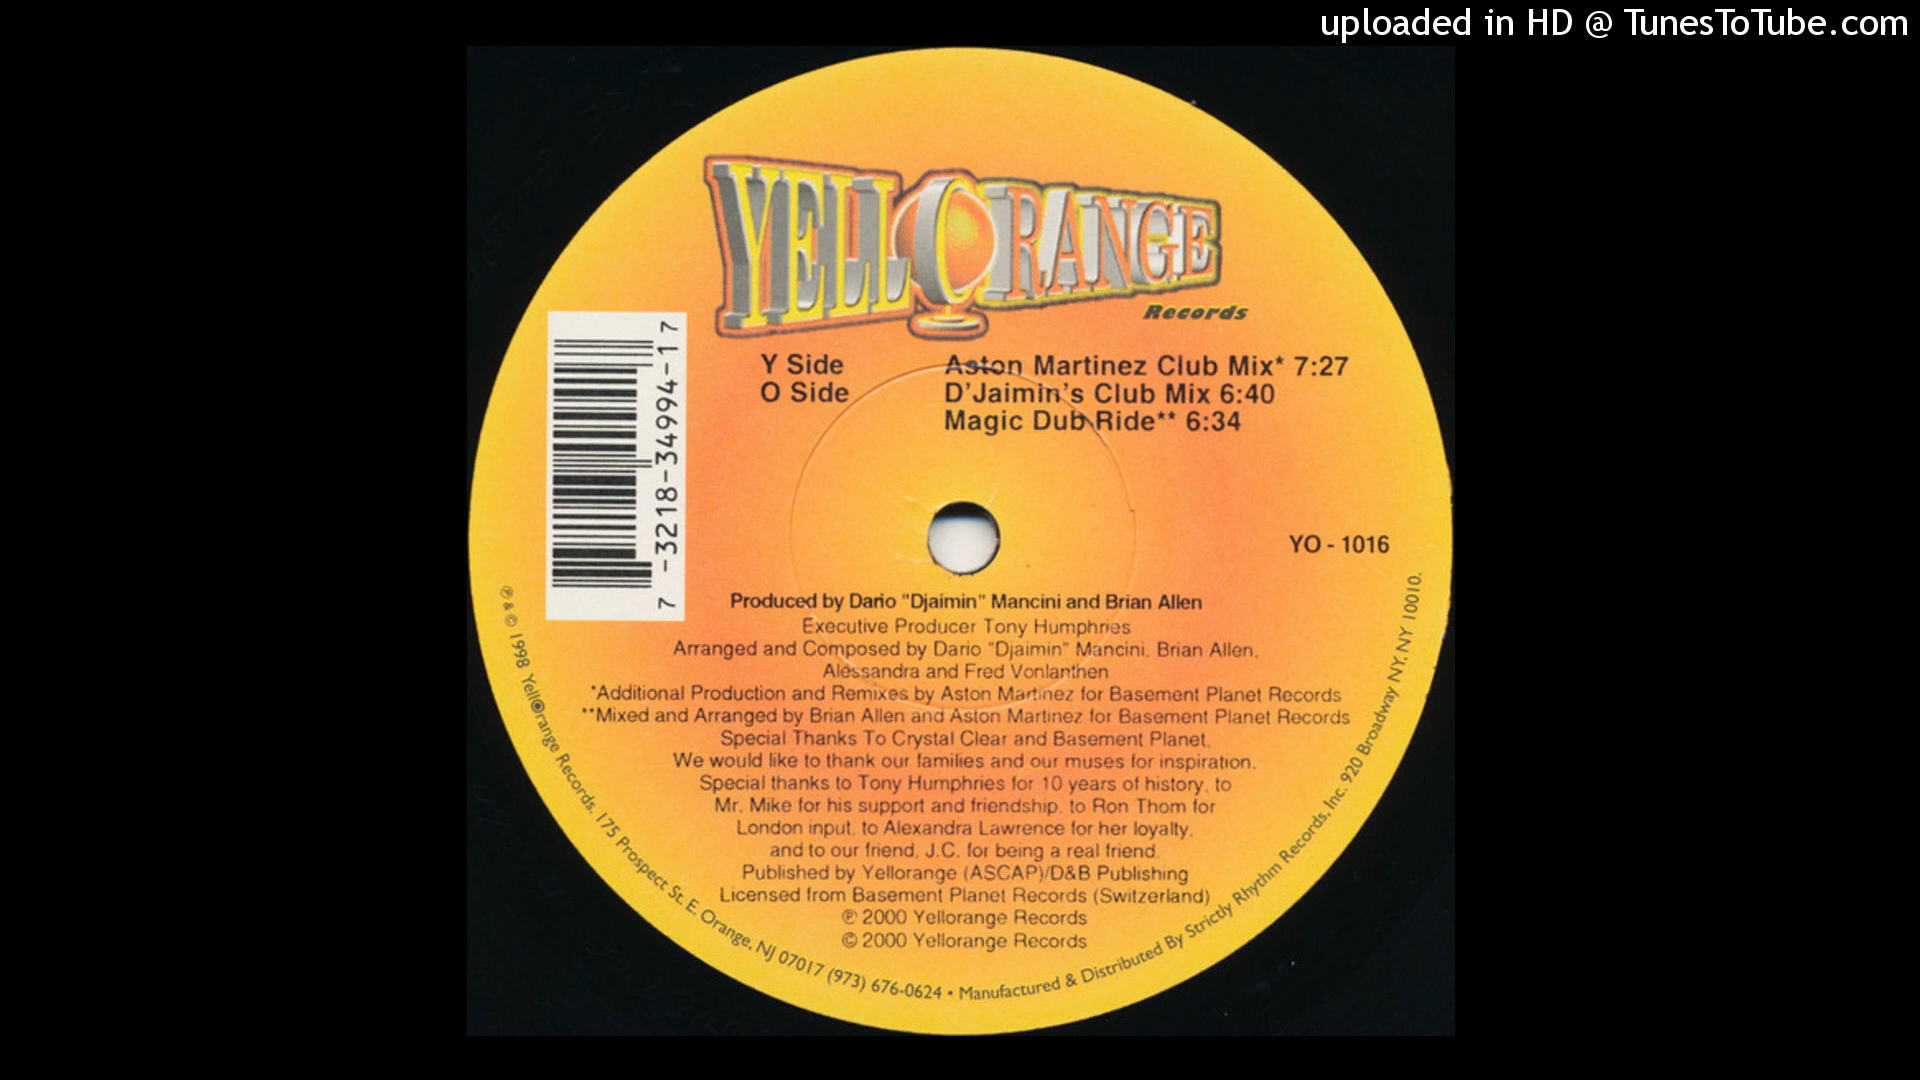 uploaded in HD @ TunesToTube.com
YELLORANGE
Records
Y Side Aston Martinez Club Mix* 7:27
O Side D'Jaimin's Club Mix 6:40
Magic Dub Ride** 6:34
7 -3218-34994-1 7
YO - 1016
Produced by Dario "Djaimin" Mancini and Brian Allen
Executive Producer Tony Humphries
Arranged and Composed by Dario "Djaimin" Mancini, Brian Allen,
Alessandra and Fred Vonlanthen
*Additional Production and Remixes by Aston Martinez for Basement Planet Records
**Mixed and Arranged by Brian Allen and Aston Martinez for Basement Planet Records
Special Thanks To Crystal Clear and Basement Planet.
We would like to thank our families and our muses for inspiration.
Special thanks to Tony Humphries for 10 years of history, to
Mr. Mike for his support and friendship, to Ron Thom for
London input, to Alexandra Lawrence for her loyalty,
and to our friend, J.C. for being a real friend.
Published by Yellorange (ASCAP)/D&B Publishing
Licensed from Basement Planet Records (Switzerland)
℗ 2000 Yellorange Records
© 2000 Yellorange Records
℗ & © 1998 YellOrange Records, 175 Prospect St. E. Orange, NJ 07017 (973) 676-0624 • Manufactured & Distributed By Strictly Rhythm Records, Inc. 920 Broadway NY, NY 10010.